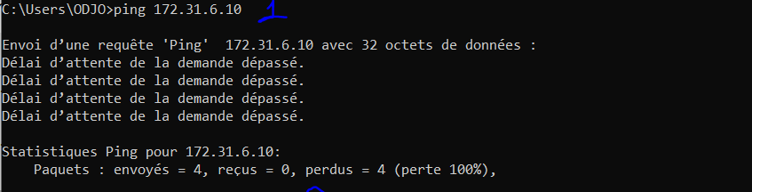 C:\Users\ODJO>ping 172.31.6.10 1
Envoi d’une requête 'Ping'  172.31.6.10 avec 32 octets de données :
Délai d’attente de la demande dépassé.
Délai d’attente de la demande dépassé.
Délai d’attente de la demande dépassé.
Délai d’attente de la demande dépassé.
Statistiques Ping pour 172.31.6.10:
    Paquets : envoyés = 4, reçus = 0, perdus = 4 (perte 100%),